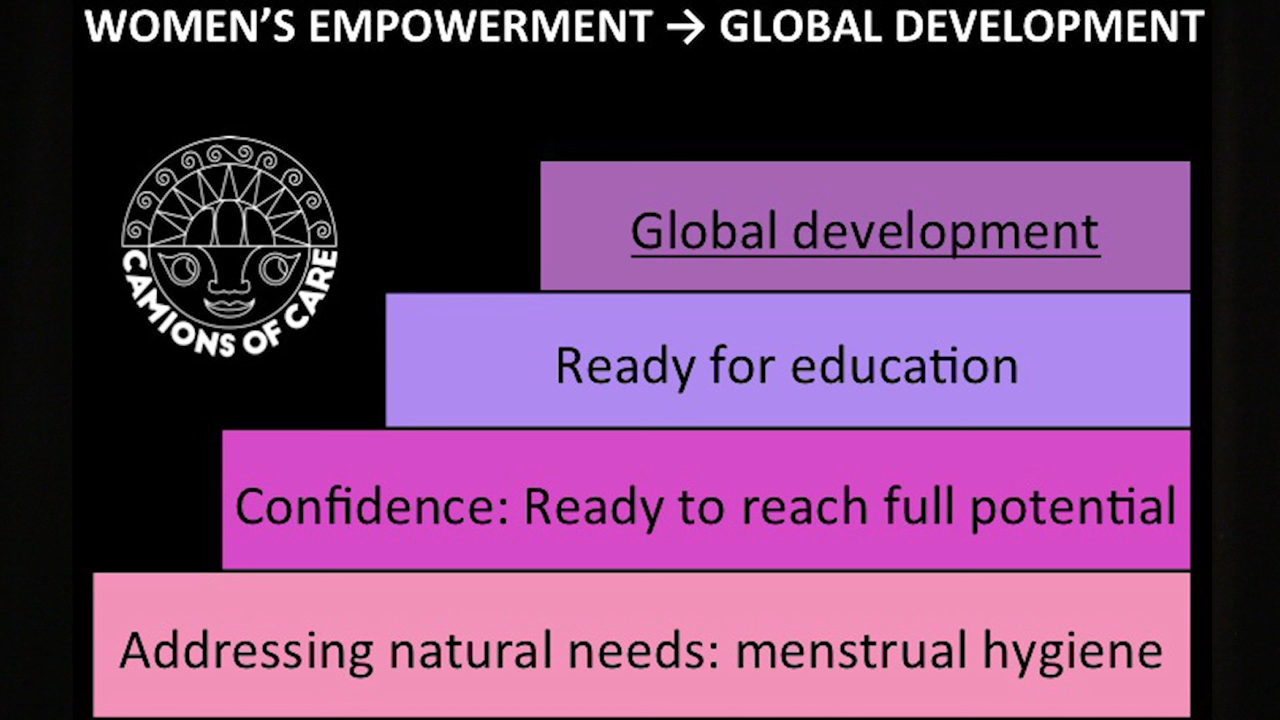 WOMEN’S EMPOWERMENT → GLOBAL DEVELOPMENT
CAMIONS OF CARE
Global development
Ready for education
Confidence: Ready to reach full potential
Addressing natural needs: menstrual hygiene